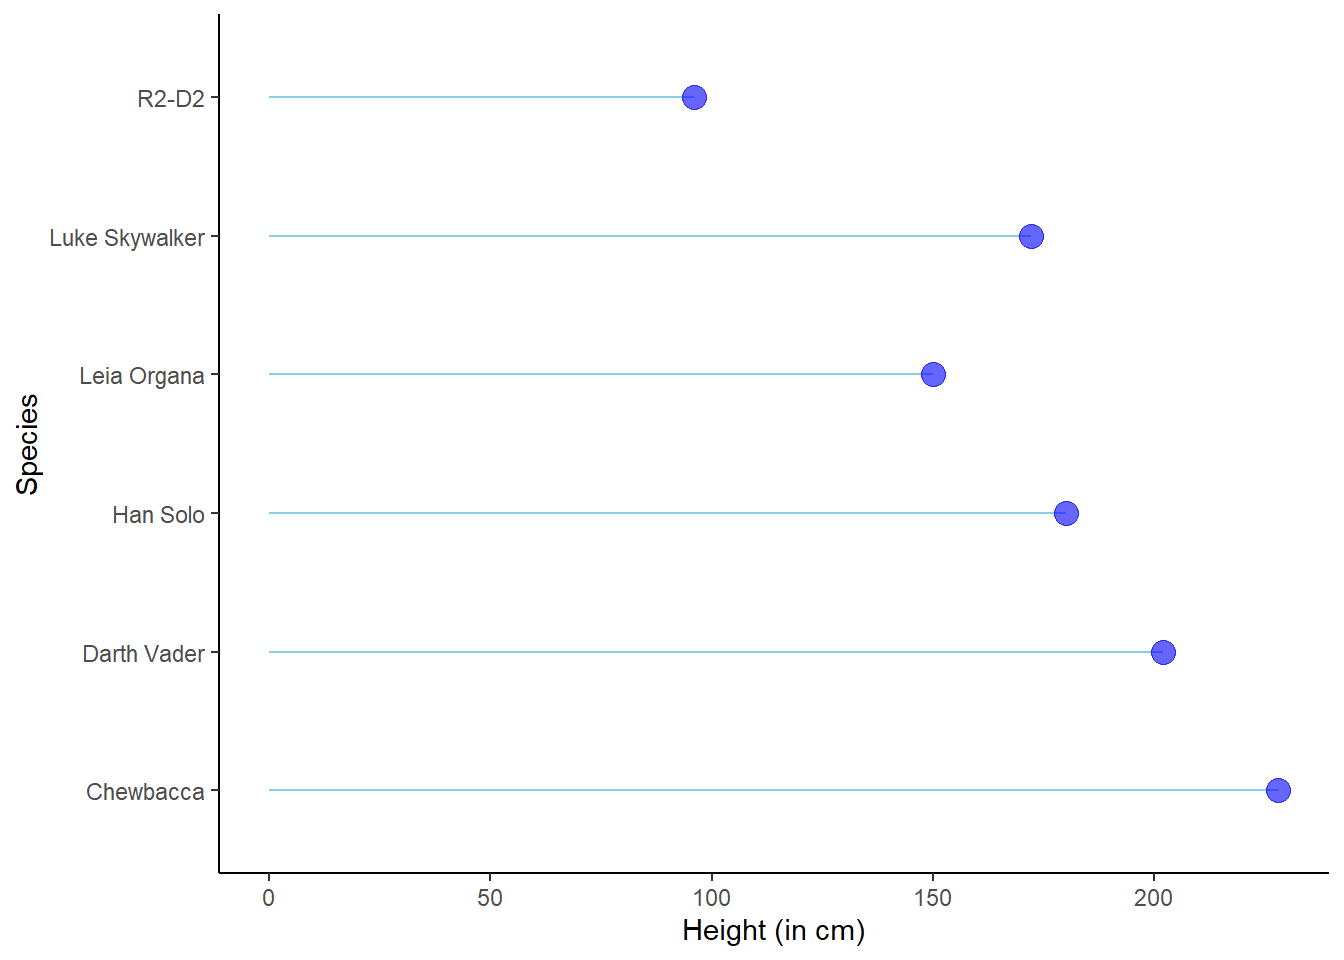 R2-D2
Luke Skywalker
Leia Organa
Han Solo
Darth Vader
Chewbacca
Species
0 50 100 150 200
Height (in cm)